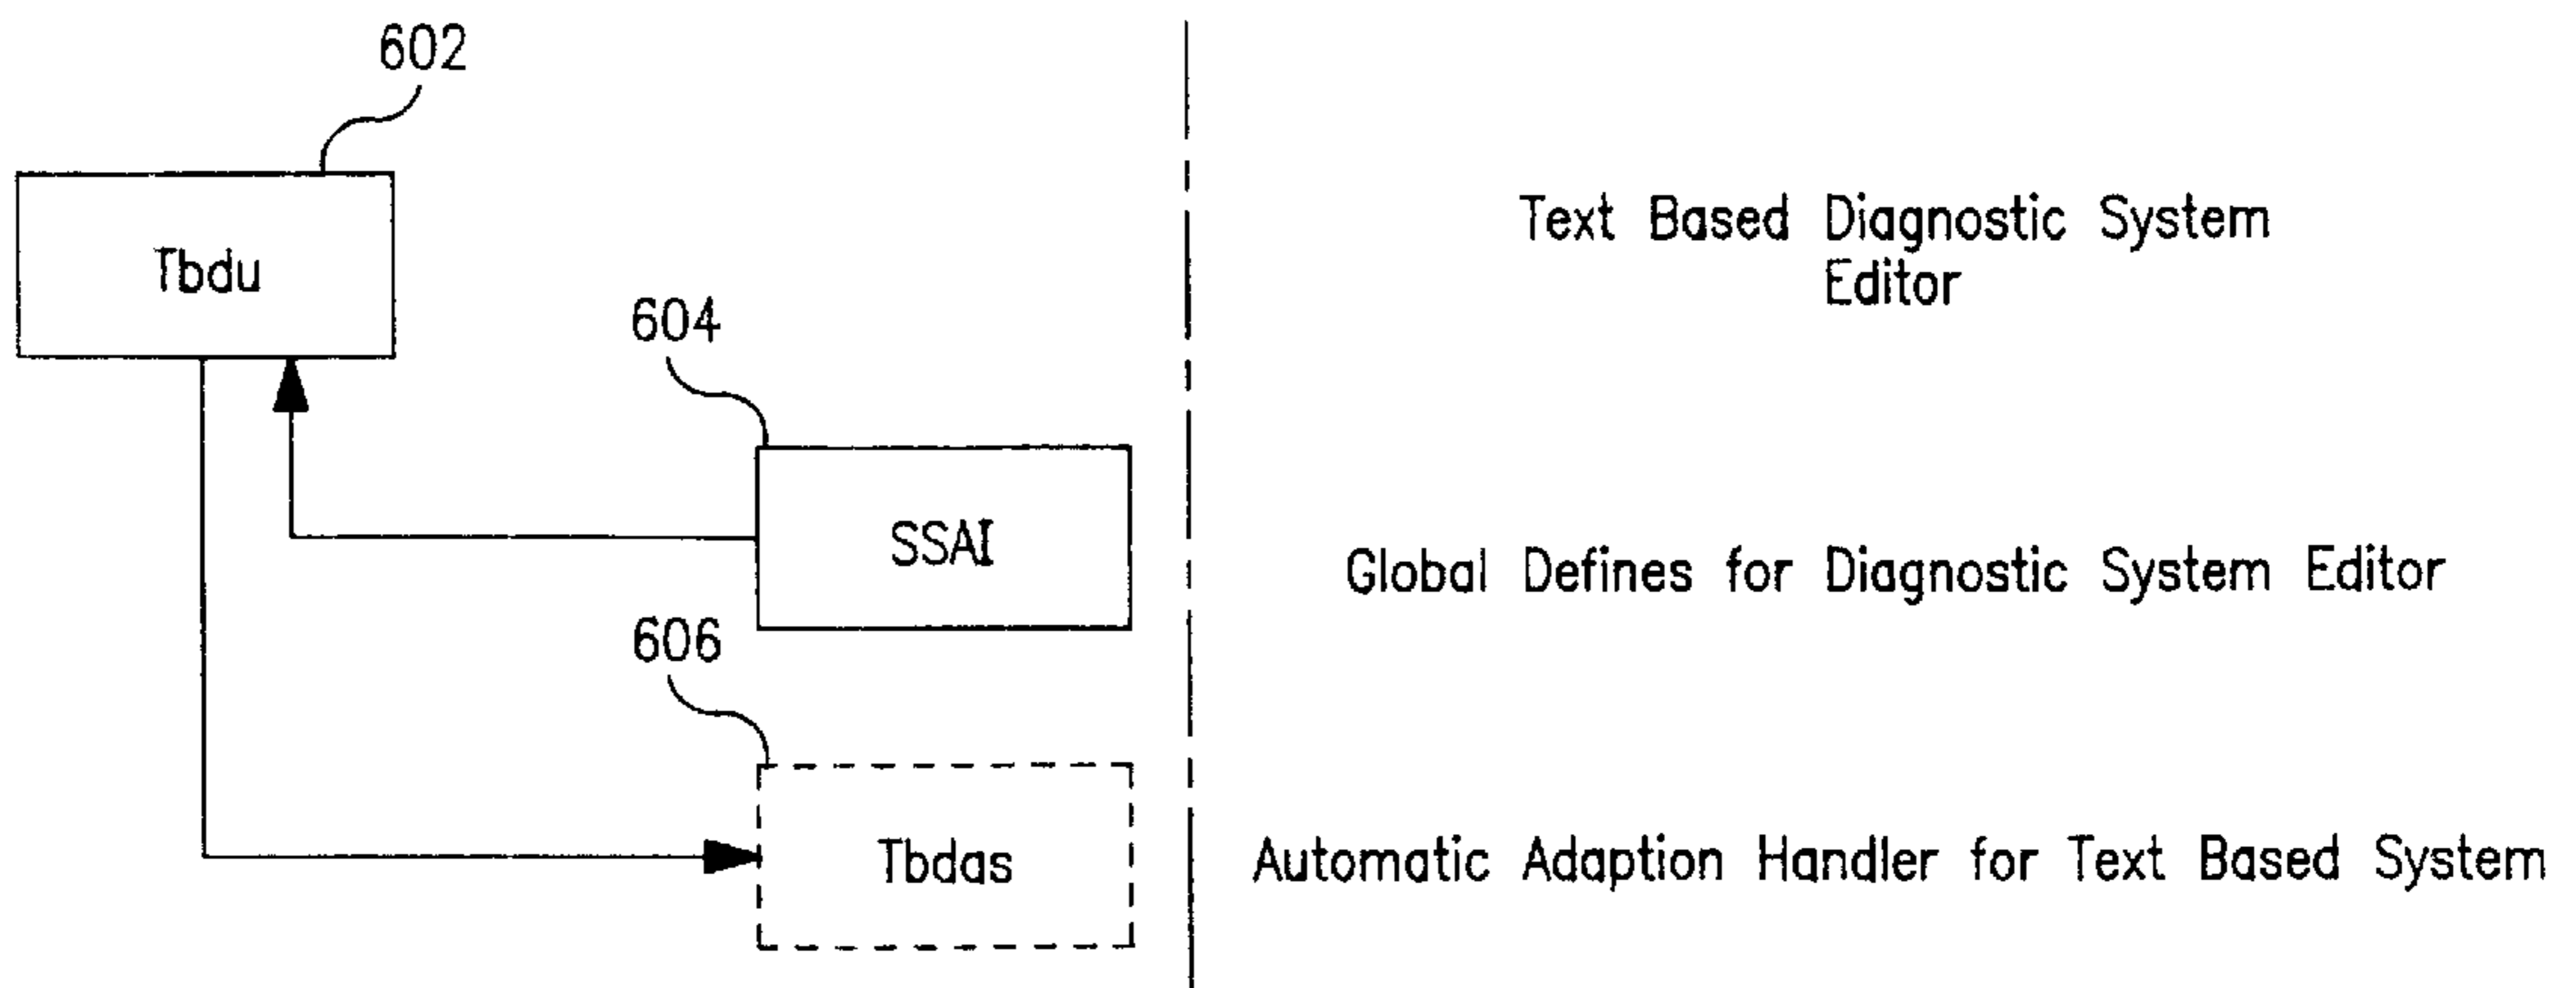 602
Tbdu
Text Based Diagnostic System
Editor
604
SSAI
Global Defines for Diagnostic System Editor
606
Tbdas
Automatic Adaption Handler for Text Based System